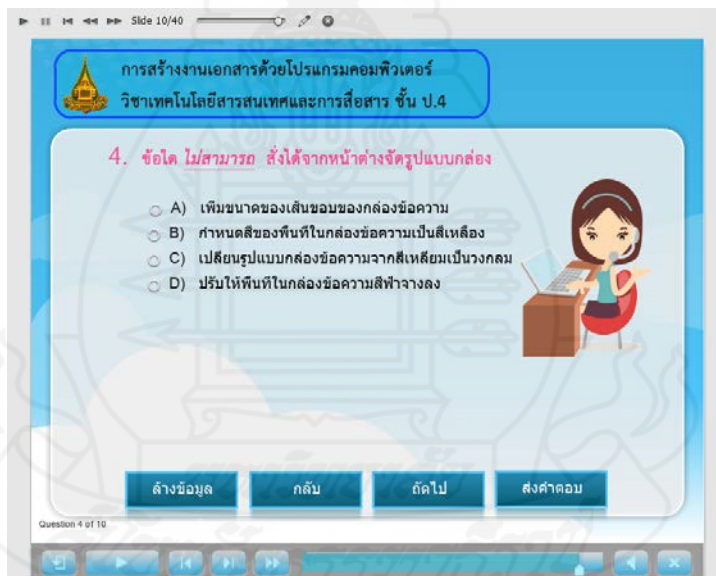 Slide 10/40
การสร้างงานเอกสารด้วยโปรแกรมคอมพิวเตอร์
วิชาเทคโนโลยีสารสนเทศและการสื่อสาร ชั้น ป.4
4. ข้อใด ไม่สามารถ สั่งได้จากหน้าต่างจัดรูปแบบกล่อง
A) เพิ่มขนาดของเส้นขอบของกล่องข้อความ
B) กำหนดสีของพื้นที่ในกล่องข้อความเป็นสีเหลือง
C) เปลี่ยนรูปแบบกล่องข้อความจากสี่เหลี่ยมเป็นวงกลม
D) ปรับให้พื้นที่ในกล่องข้อความสีฟ้าจางลง
ล้างข้อมูล กลับ ถัดไป ส่งคำตอบ
Question 4 of 10